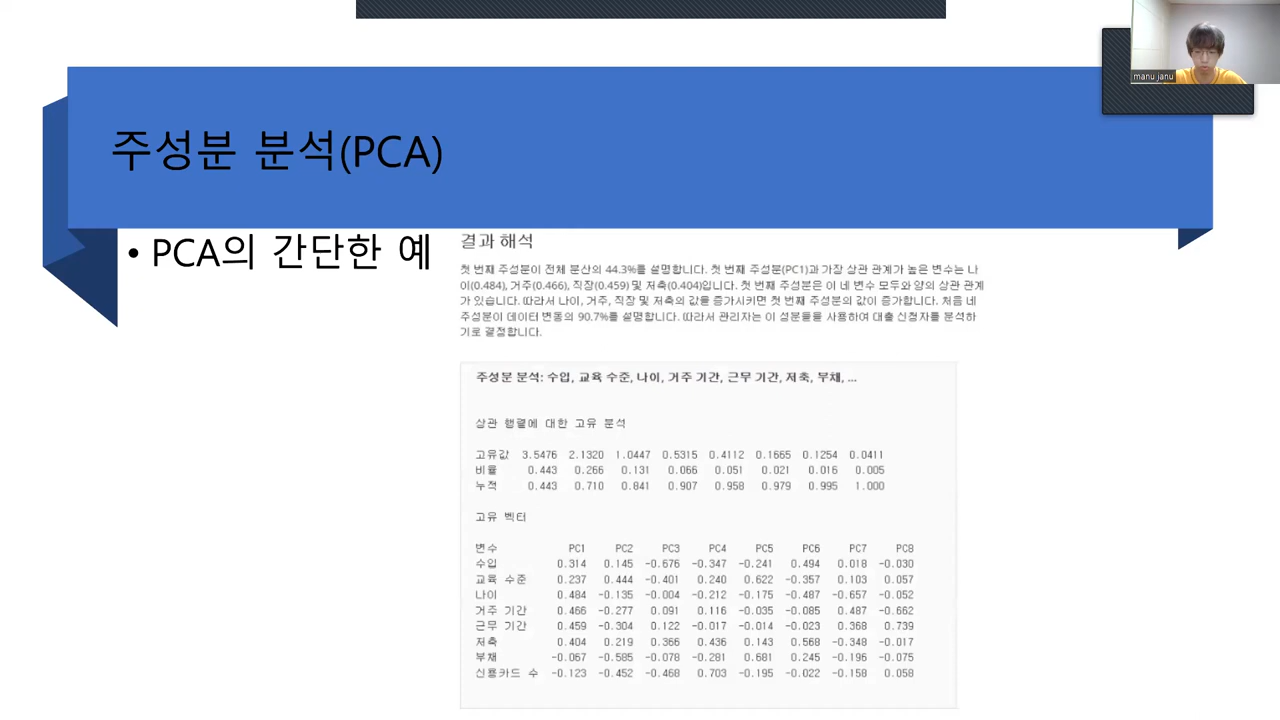 manu janu
주성분 분석(PCA)
• PCA의 간단한 예
결과 해석
첫 번째 주성분이 전체 분산의 44.3%를 설명합니다. 첫 번째 주성분(PC1)과 가장 상관 관계가 높은 변수는 나
이(0.484), 거주(0.466), 직장(0.459) 및 저축(0.404)입니다. 첫 번째 주성분은 이 네 변수 모두와 양의 상관 관계
가 있습니다. 따라서 나이, 거주, 직장 및 저축의 값을 증가시키면 첫 번째 주성분의 값이 증가합니다. 처음 네
주성분이 데이터 변동의 90.7%를 설명합니다. 따라서 관리자는 이 성분들을 사용하여 대출 신청자를 분석하
기로 결정합니다.
주성분 분석: 수입, 교육 수준, 나이, 거주 기간, 근무 기간, 저축, 부채, ...
상관 행렬에 대한 고유 분석
고유값 3.5476 2.1320 1.0447 0.5315 0.4112 0.1665 0.1254 0.0411
비율 0.443 0.266 0.131 0.066 0.051 0.021 0.016 0.005
누적 0.443 0.710 0.841 0.907 0.958 0.979 0.995 1.000
고유 벡터
변수 PC1 PC2 PC3 PC4 PC5 PC6 PC7 PC8
수입 0.314 0.145 -0.676 -0.347 -0.241 0.494 0.018 -0.030
교육 수준 0.237 0.444 -0.401 0.240 0.622 -0.357 0.103 0.057
나이 0.484 -0.135 -0.004 -0.212 -0.175 -0.487 -0.657 -0.052
거주 기간 0.466 -0.277 0.091 0.116 -0.035 -0.085 0.487 -0.662
근무 기간 0.459 -0.304 0.122 -0.017 -0.014 -0.023 0.368 0.739
저축 0.404 0.219 0.366 0.436 0.143 0.568 -0.348 -0.017
부채 -0.067 -0.585 -0.078 -0.281 0.681 0.245 -0.196 -0.075
신용카드 수 -0.123 -0.452 -0.468 0.703 -0.195 -0.022 -0.158 0.058